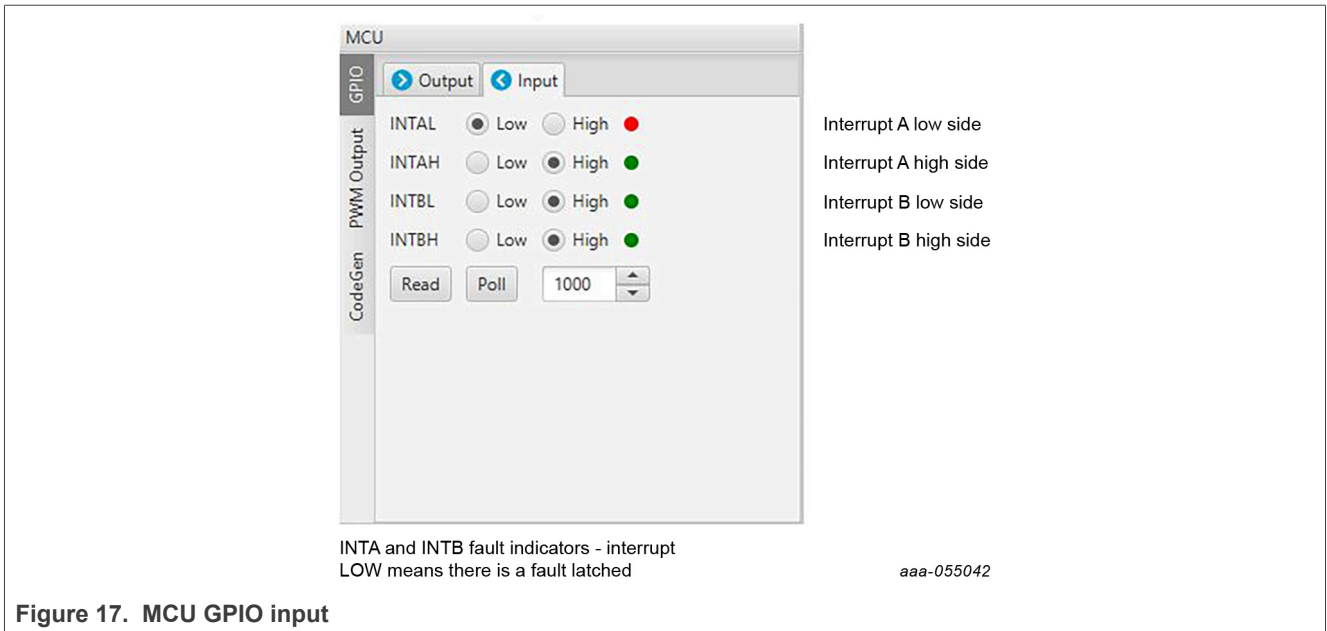 MCU
GPIO
PWM Output
CodeGen
Output Input
INTAL Low High Interrupt A low side
INTAH Low High Interrupt A high side
INTBL Low High Interrupt B low side
INTBH Low High Interrupt B high side
Read Poll 1000
INTA and INTB fault indicators - interrupt
LOW means there is a fault latched
aaa-055042
Figure 17. MCU GPIO input